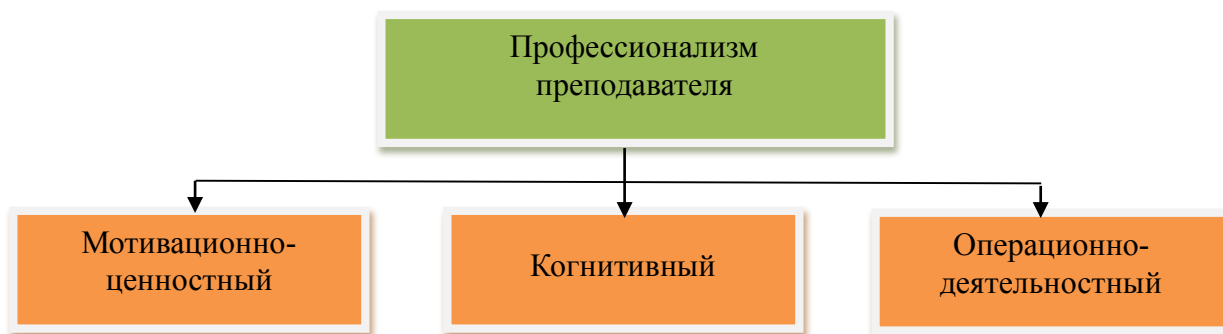 Профессионализм
преподавателя
Мотивационно-
ценностный
Когнитивный
Операционно-
деятельностный